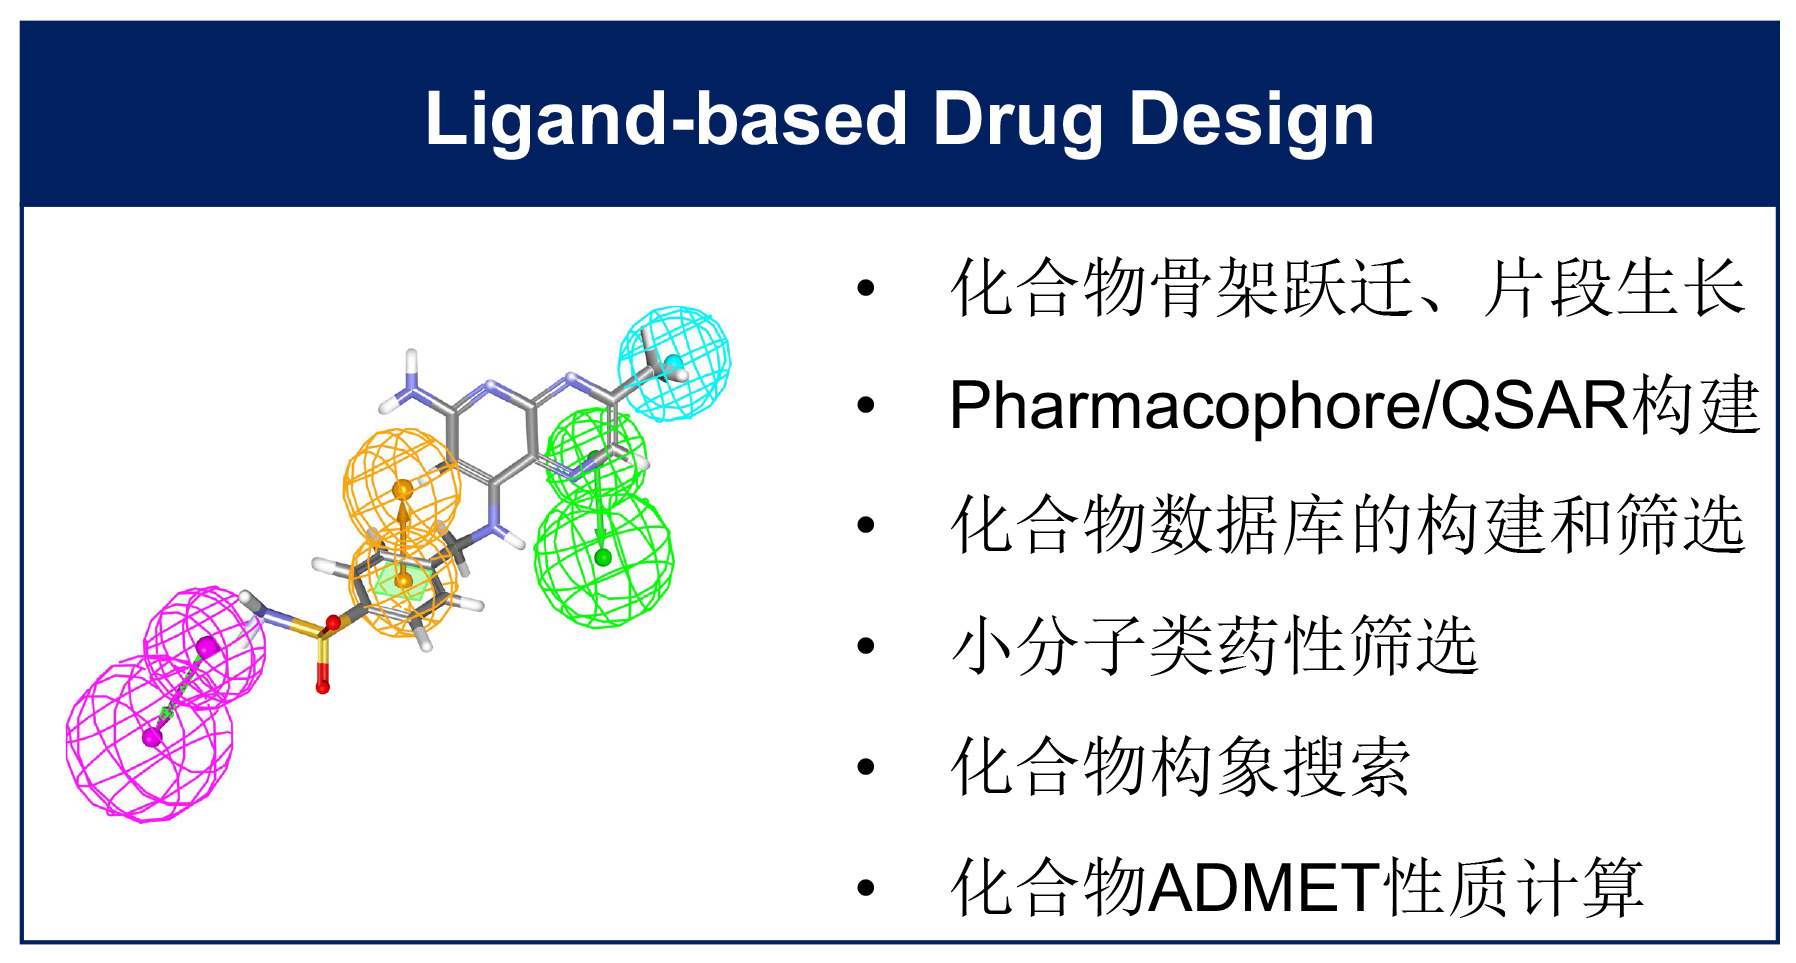 Ligand-based Drug Design
• 化合物骨架跃迁、片段生长
• Pharmacophore/QSAR构建
• 化合物数据库的构建和筛选
• 小分子类药性筛选
• 化合物构象搜索
• 化合物ADMET性质计算